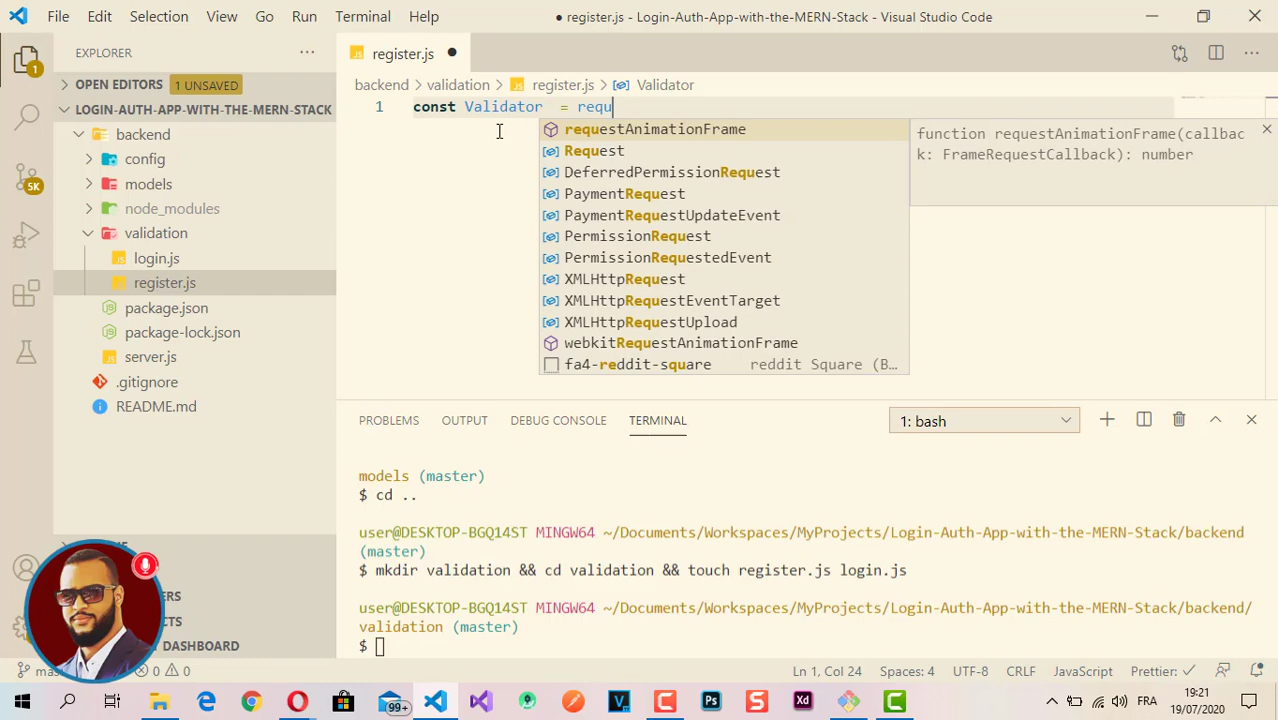 File Edit Selection View Go Run Terminal Help
● register.js - Login-Auth-App-with-the-MERN-Stack - Visual Studio Code
EXPLORER
OPEN EDITORS 1 UNSAVED
LOGIN-AUTH-APP-WITH-THE-MERN-STACK
backend
config
models
node_modules
validation
login.js
register.js
package.json
package-lock.json
server.js
.gitignore
README.md
DASHBOARD
1
5K
JS register.js ●
backend > validation > JS register.js > Validator
1 const Validator = requ
requestAnimationFrame
Request
DeferredPermissionRequest
PaymentRequest
PaymentRequestUpdateEvent
PermissionRequest
PermissionRequestedEvent
XMLHttpRequest
XMLHttpRequestEventTarget
XMLHttpRequestUpload
webkitRequestAnimationFrame
fa4-reddit-square reddit Square (B...
function requestAnimationFrame(callbac
k: FrameRequestCallback): number
PROBLEMS OUTPUT DEBUG CONSOLE TERMINAL 1: bash
models (master)
$ cd ..
user@DESKTOP-BGQ14ST MINGW64 ~/Documents/Workspaces/MyProjects/Login-Auth-App-with-the-MERN-Stack/backend
(master)
$ mkdir validation && cd validation && touch register.js login.js
user@DESKTOP-BGQ14ST MINGW64 ~/Documents/Workspaces/MyProjects/Login-Auth-App-with-the-MERN-Stack/backend/
validation (master)
$
0 0 Ln 1, Col 24 Spaces: 4 UTF-8 CRLF JavaScript Prettier: ✓
99+ Ps S Xd FRA
19:21
19/07/2020